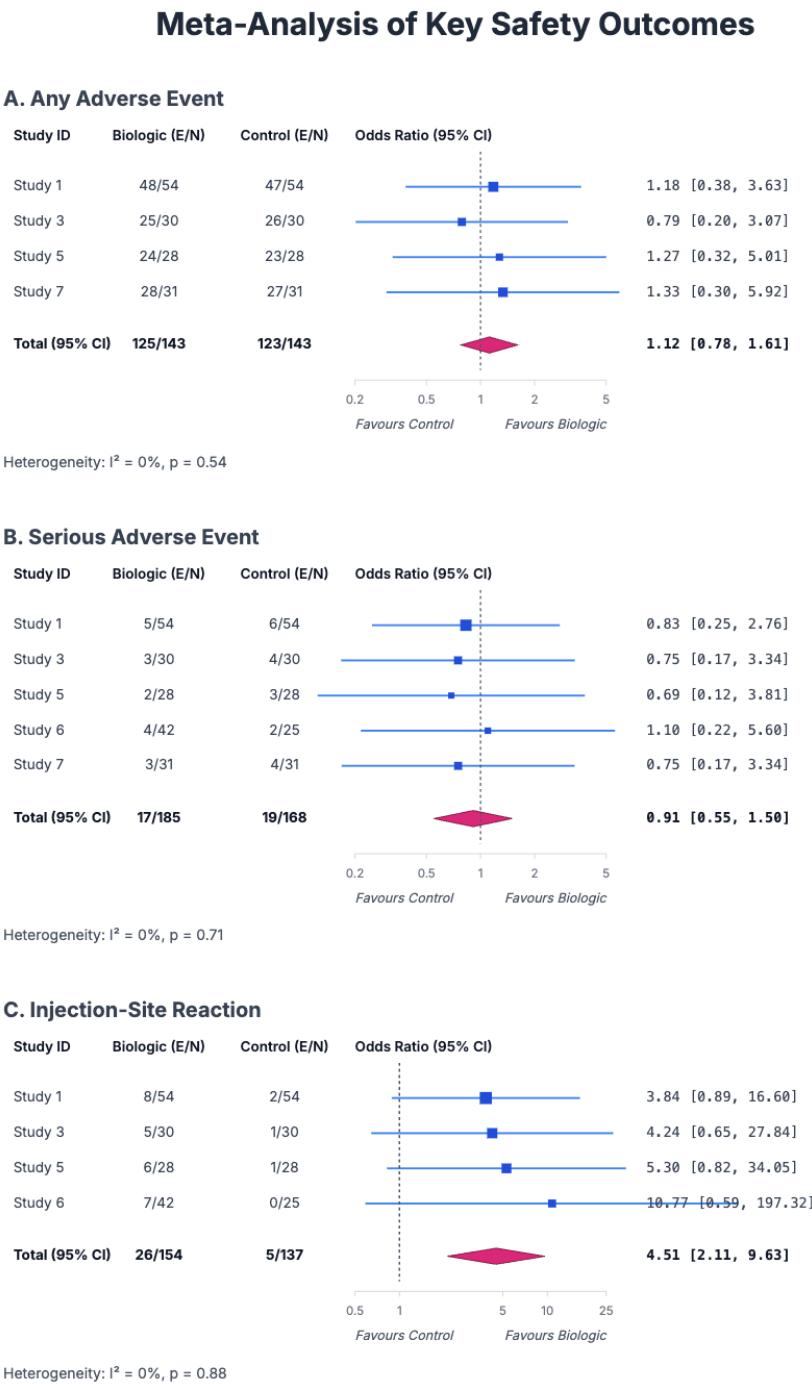 Meta-Analysis of Key Safety Outcomes
A. Any Adverse Event
Study ID Biologic (E/N) Control (E/N) Odds Ratio (95% CI)
Study 1 48/54 47/54 1.18 [0.38, 3.63]
Study 3 25/30 26/30 0.79 [0.20, 3.07]
Study 5 24/28 23/28 1.27 [0.32, 5.01]
Study 7 28/31 27/31 1.33 [0.30, 5.92]
Total (95% CI) 125/143 123/143 1.12 [0.78, 1.61]
0.2 0.5 1 2 5
Favours Control Favours Biologic
Heterogeneity: I² = 0%, p = 0.54
B. Serious Adverse Event
Study ID Biologic (E/N) Control (E/N) Odds Ratio (95% CI)
Study 1 5/54 6/54 0.83 [0.25, 2.76]
Study 3 3/30 4/30 0.75 [0.17, 3.34]
Study 5 2/28 3/28 0.69 [0.12, 3.81]
Study 6 4/42 2/25 1.10 [0.22, 5.60]
Study 7 3/31 4/31 0.75 [0.17, 3.34]
Total (95% CI) 17/185 19/168 0.91 [0.55, 1.50]
0.2 0.5 1 2 5
Favours Control Favours Biologic
Heterogeneity: I² = 0%, p = 0.71
C. Injection-Site Reaction
Study ID Biologic (E/N) Control (E/N) Odds Ratio (95% CI)
Study 1 8/54 2/54 3.84 [0.89, 16.60]
Study 3 5/30 1/30 4.24 [0.65, 27.84]
Study 5 6/28 1/28 5.30 [0.82, 34.05]
Study 6 7/42 0/25 10.77 [0.59, 197.32]
Total (95% CI) 26/154 5/137 4.51 [2.11, 9.63]
0.5 1 5 10 25
Favours Control Favours Biologic
Heterogeneity: I² = 0%, p = 0.88